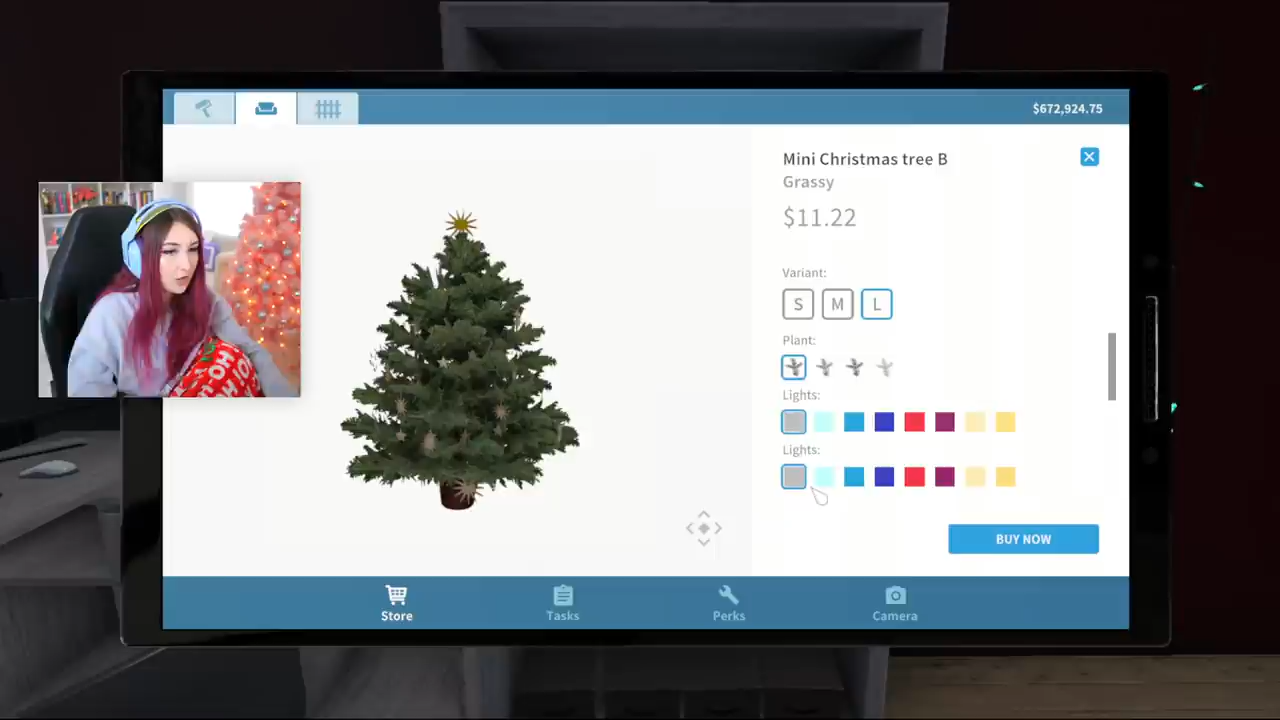 $672,924.75
Mini Christmas tree B
Grassy
$11.22
Variant:
S M L
Plant:
Lights:
Lights:
BUY NOW
Store Tasks Perks Camera
HO